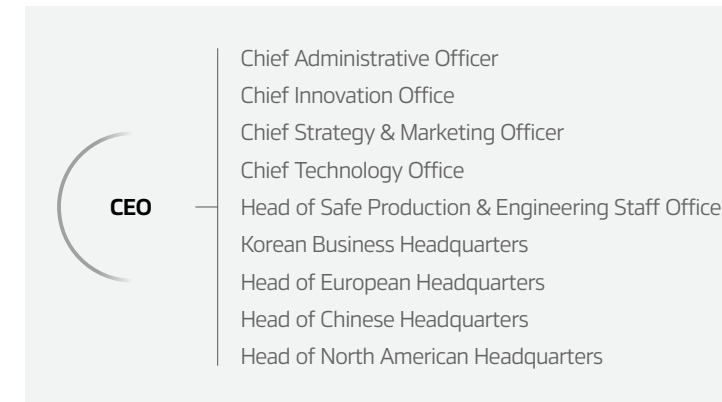 CEO
Chief Administrative Officer
Chief Innovation Office
Chief Strategy & Marketing Officer
Chief Technology Office
Head of Safe Production & Engineering Staff Office
Korean Business Headquarters
Head of European Headquarters
Head of Chinese Headquarters
Head of North American Headquarters